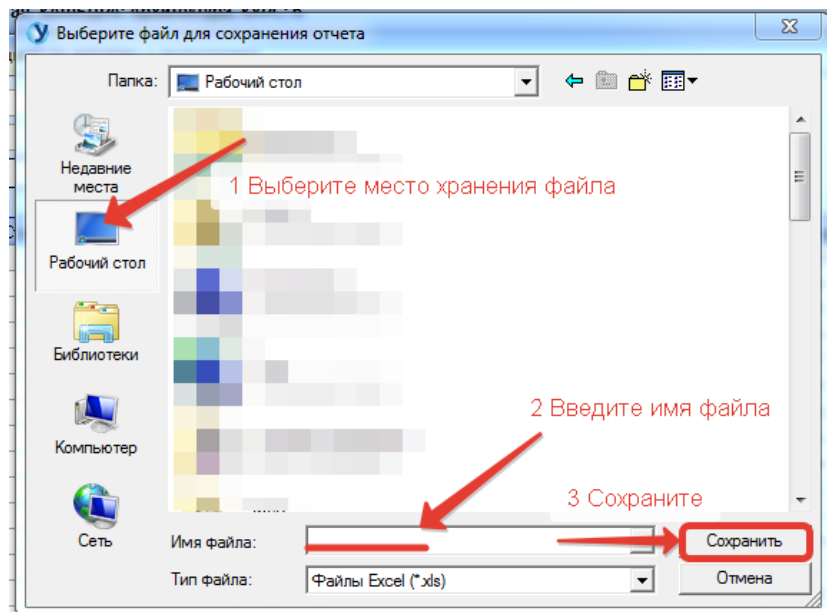 Выберите файл для сохранения отчета
Папка: Рабочий стол
Недавние места
1 Выберите место хранения файла
Рабочий стол
Библиотеки
Компьютер
2 Введите имя файла
3 Сохраните
Сеть
Имя файла:
Сохранить
Тип файла: Файлы Excel (*.xls)
Отмена